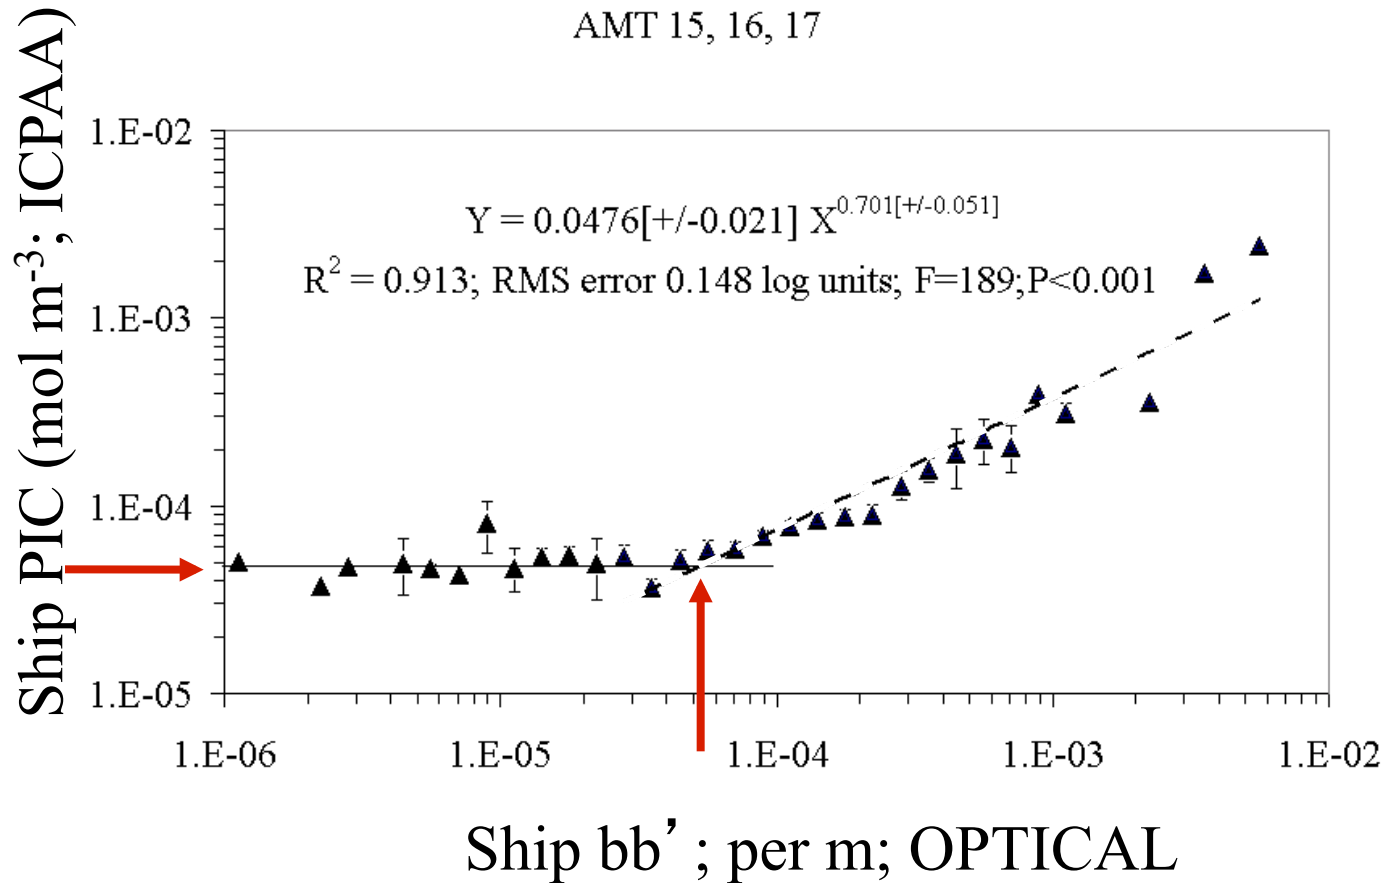 AMT 15, 16, 17
Ship PIC (mol m-3; ICPAA)
1.E-02
1.E-03
1.E-04
1.E-05
Y = 0.0476[+/-0.021] X0.701[+/-0.051]
R2 = 0.913; RMS error 0.148 log units; F=189;P<0.001
1.E-06 1.E-05 1.E-04 1.E-03 1.E-02
Ship bb’; per m; OPTICAL